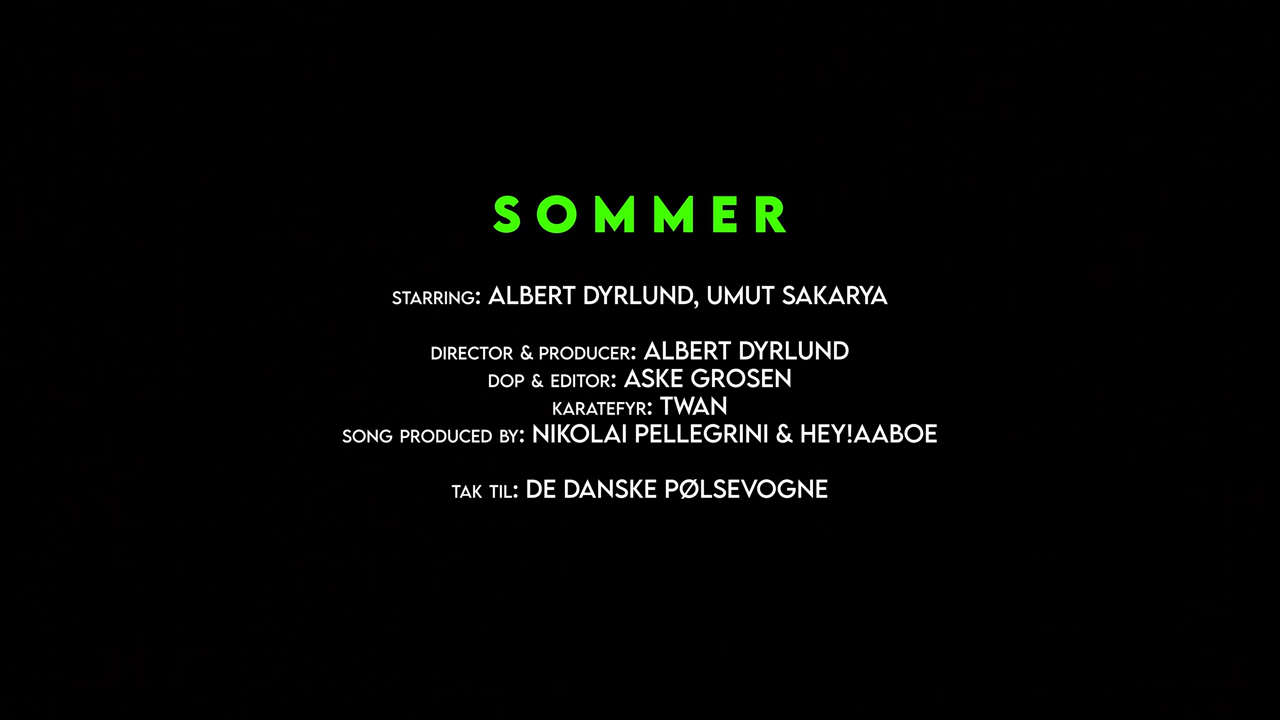 SOMMER
STARRING: ALBERT DYRLUND, UMUT SAKARYA
DIRECTOR & PRODUCER: ALBERT DYRLUND
DOP & EDITOR: ASKE GROSEN
KARATEFYR: TWAN
SONG PRODUCED BY: NIKOLAI PELLEGRINI & HEY!AABOE
TAK TIL: DE DANSKE PØLSEVOGNE